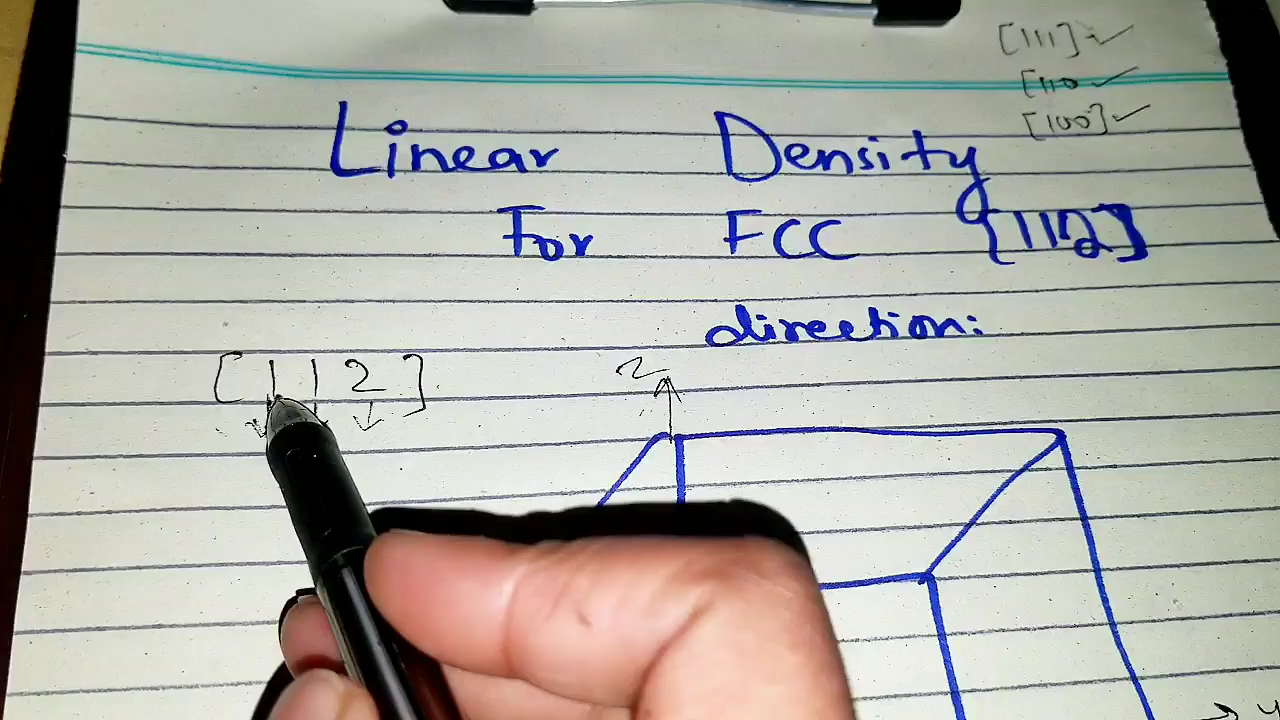 [111] ✓
[110 ✓
[100] ✓
Linear Density
For FCC [112]
direction:
[112]
z
y